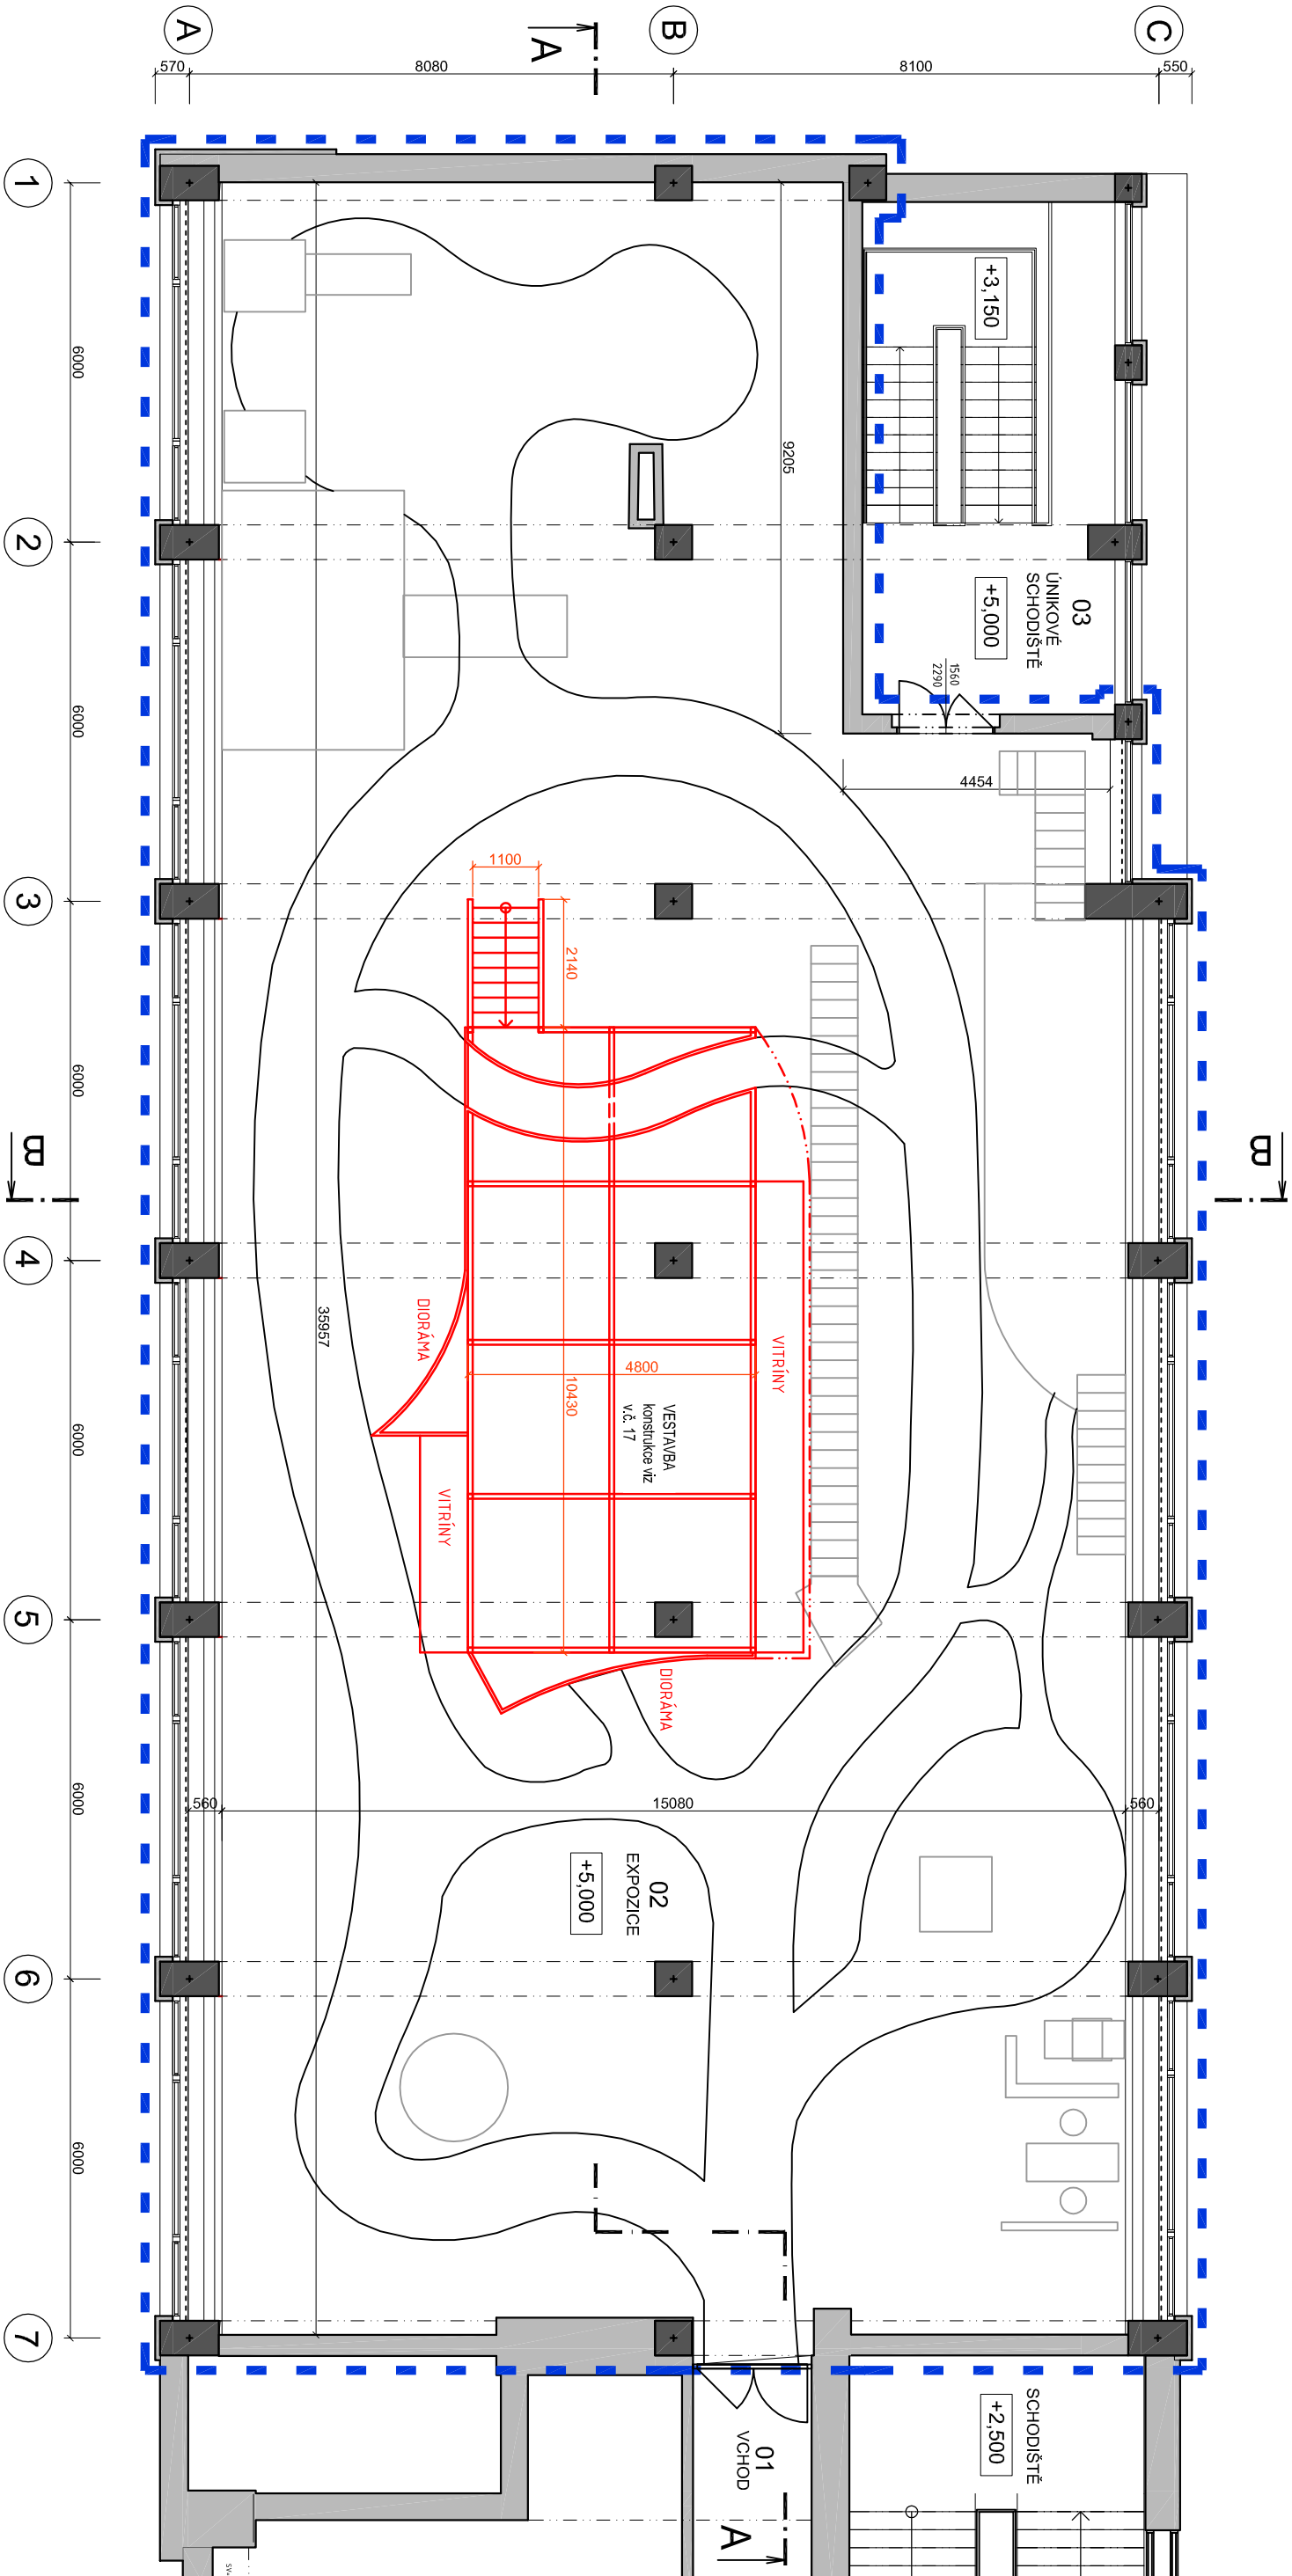 A
B
C
570
8080
8100
550
A
1
2
3
4
5
6
7
6000
6000
6000
6000
6000
6000
+3,150
9205
03
ÚNIKOVÉ
SCHODIŠTĚ
+5,000
1560
2290
4454
1100
2140
B
B
35957
DIORÁMA
VITRÍNY
4800
10430
VESTAVBA
konstrukce viz
v.č. 17
VITRÍNY
DIORÁMA
560
15080
560
02
EXPOZICE
+5,000
SCHODIŠTĚ
+2,500
01
VCHOD
A